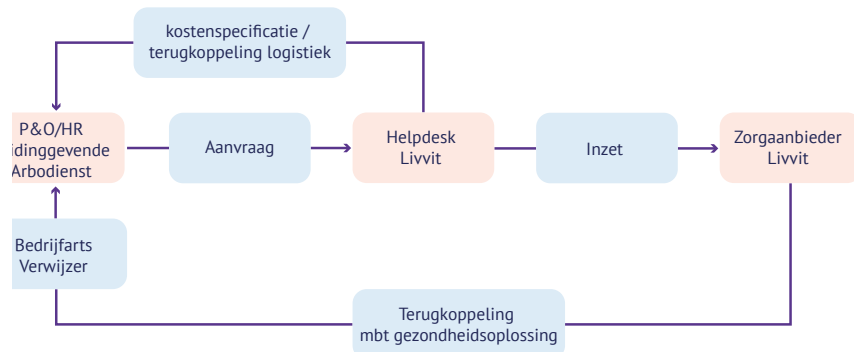 kostenspecificatie /
terugkoppeling logistiek
P&O/HR
idinggevende
Arbodienst
Aanvraag
Helpdesk
Livvit
Inzet
Zorgaanbieder
Livvit
Bedrijfarts
Verwijzer
Terugkoppeling
mbt gezondheidsoplossing